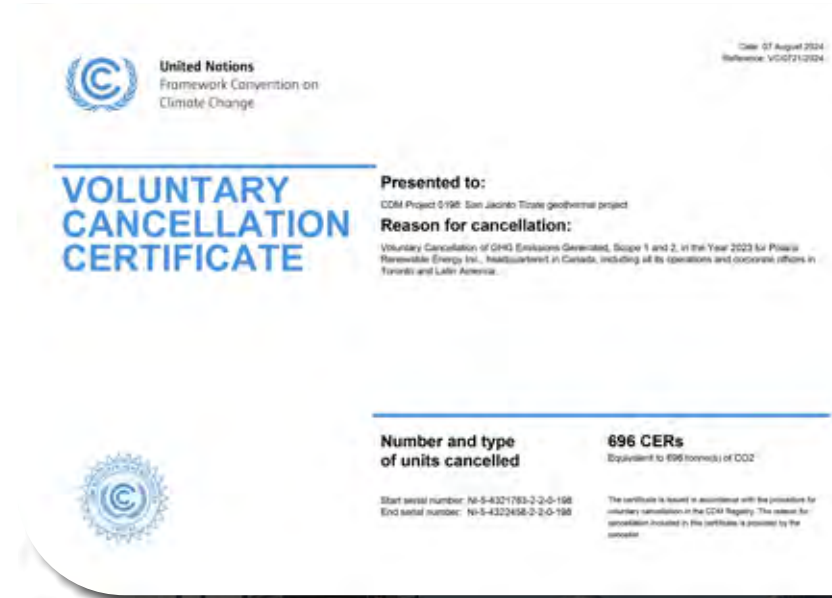 Date: 07 August 2024
Reference: VC/0721/2024
United Nations
Framework Convention on
Climate Change
VOLUNTARY
CANCELLATION
CERTIFICATE
Presented to:
CDM Project 0198: San Jacinto Tizate geothermal project
Reason for cancellation:
Voluntary Cancellation of GHG Emissions Generated, Scope 1 and 2, in the Year 2023 for Polaris
Renewable Energy Inc., headquartered in Canada, including all its operations and corporate offices in
Toronto and Latin America.
Number and type
of units cancelled
696 CERs
Equivalent to 696 tonne(s) of CO2
Start serial number: NI-5-4321763-2-2-0-198
End serial number: NI-5-4322458-2-2-0-198
The certificate is issued in accordance with the procedure for
voluntary cancellation in the CDM Registry. The reason for
cancellation included in this certificate is provided by the
canceller.